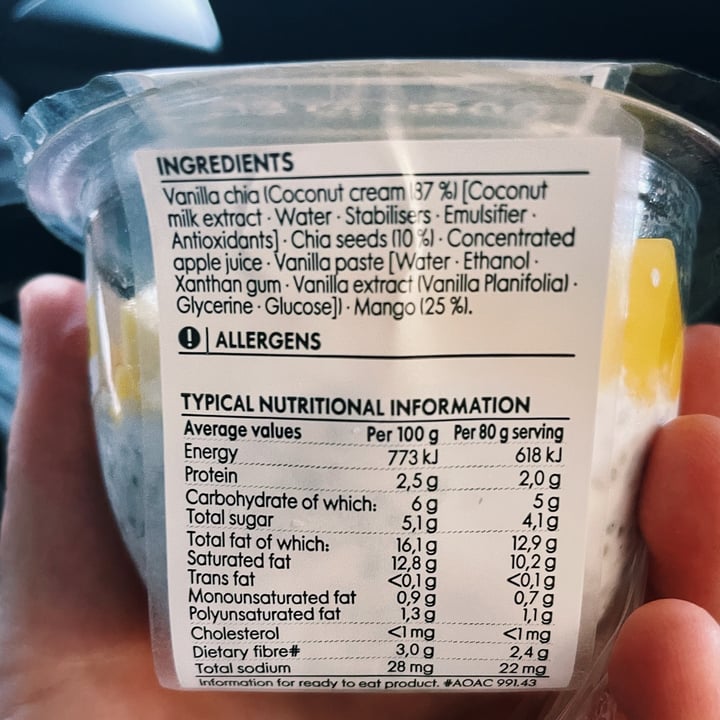 INGREDIENTS
Vanilla chia (Coconut cream (37 %) [Coconut
milk extract · Water · Stabilisers · Emulsifier ·
Antioxidants] · Chia seeds (10 %) · Concentrated
apple juice · Vanilla paste [Water · Ethanol ·
Xanthan gum · Vanilla extract (Vanilla Planifolia) ·
Glycerine · Glucose]) · Mango (25 %).
! ALLERGENS
TYPICAL NUTRITIONAL INFORMATION
Average values Per 100 g Per 80 g serving
Energy 773 kJ 618 kJ
Protein 2,5 g 2,0 g
Carbohydrate of which: 6 g 5 g
Total sugar 5,1 g 4,1 g
Total fat of which: 16,1 g 12,9 g
Saturated fat 12,8 g 10,2 g
Trans fat <0,1 g <0,1 g
Monounsaturated fat 0,9 g 0,7 g
Polyunsaturated fat 1,3 g 1,1 g
Cholesterol <1 mg <1 mg
Dietary fibre# 3,0 g 2,4 g
Total sodium 28 mg 22 mg
Information for ready to eat product. #AOAC 991.43